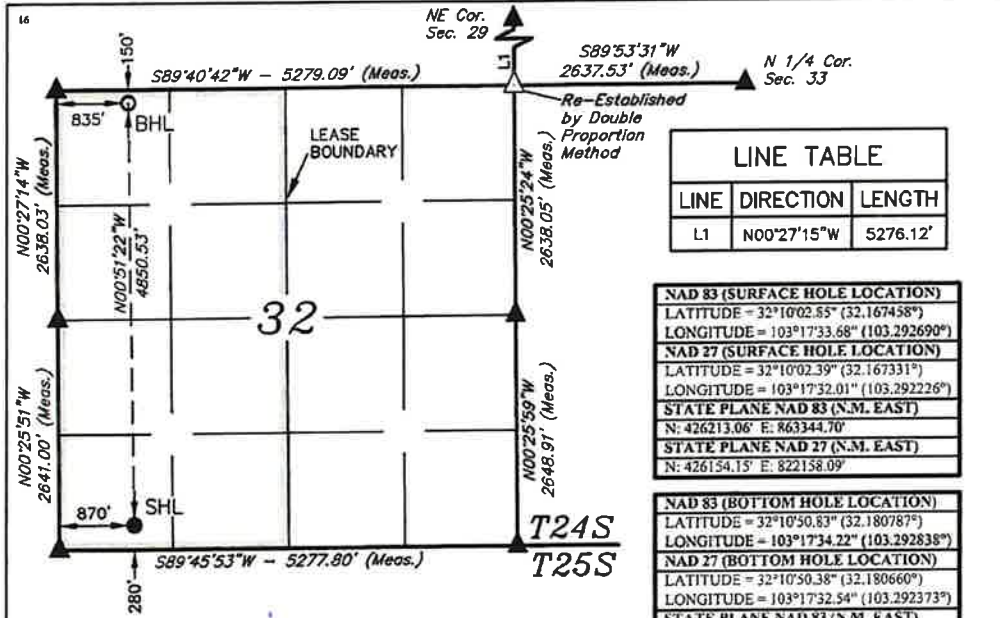 16
NE Cor.
Sec. 29
150'
L1
S89°53'31"W
2637.53' (Meas.)
N 1/4 Cor.
Sec. 33
S89°40'42"W – 5279.09' (Meas.)
835'
BHL
LEASE
BOUNDARY
Re-Established
by Double
Proportion
Method
N00°27'14"W
2638.03' (Meas.)
N00°51'22"W
4850.53'
N00°25'24"W
2638.05' (Meas.)
32
N00°25'51"W
2641.00' (Meas.)
N00°25'59"W
2648.91' (Meas.)
870'
SHL
280'
S89°45'53"W – 5277.80' (Meas.)
T24S
T25S
LINE TABLE
LINE DIRECTION LENGTH
L1 N00°27'15"W 5276.12'
NAD 83 (SURFACE HOLE LOCATION)
LATITUDE = 32°10'02.85" (32.167458°)
LONGITUDE = 103°17'33.68" (103.292690°)
NAD 27 (SURFACE HOLE LOCATION)
LATITUDE = 32°10'02.39" (32.167331°)
LONGITUDE = 103°17'32.01" (103.292226°)
STATE PLANE NAD 83 (N.M. EAST)
N: 426213.06' E: 863344.70'
STATE PLANE NAD 27 (N.M. EAST)
N: 426154.15' E: 822158.09'
NAD 83 (BOTTOM HOLE LOCATION)
LATITUDE = 32°10'50.83" (32.180787°)
LONGITUDE = 103°17'34.22" (103.292838°)
NAD 27 (BOTTOM HOLE LOCATION)
LATITUDE = 32°10'50.38" (32.180660°)
LONGITUDE = 103°17'32.54" (103.292373°)
STATE PLANE NAD 83 (N.M. EAST)